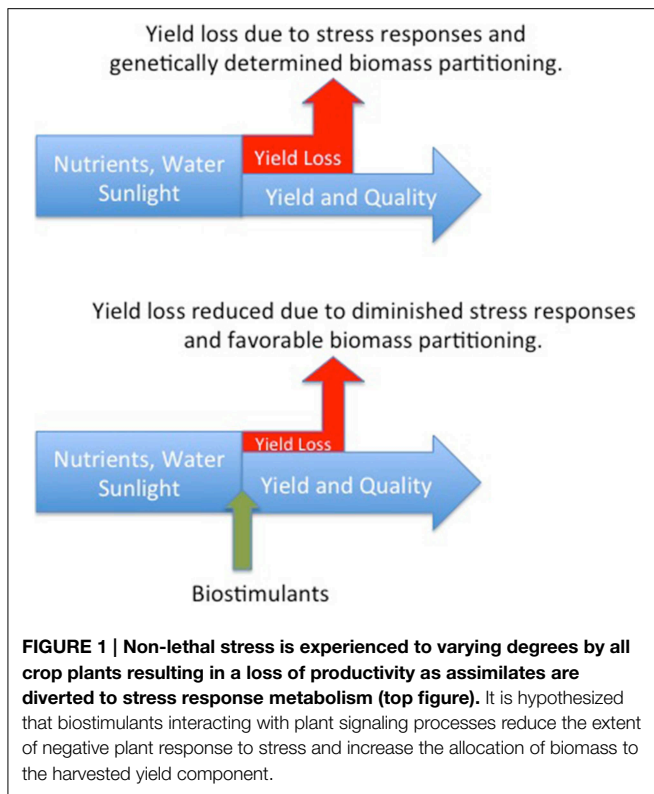 Yield loss due to stress responses and
genetically determined biomass partitioning.
Nutrients, Water
Sunlight
Yield Loss
Yield and Quality
Yield loss reduced due to diminished stress responses
and favorable biomass partitioning.
Nutrients, Water
Sunlight
Yield Loss
Yield and Quality
Biostimulants
FIGURE 1 | Non-lethal stress is experienced to varying degrees by all
crop plants resulting in a loss of productivity as assimilates are
diverted to stress response metabolism (top figure). It is hypothesized
that biostimulants interacting with plant signaling processes reduce the extent
of negative plant response to stress and increase the allocation of biomass to
the harvested yield component.